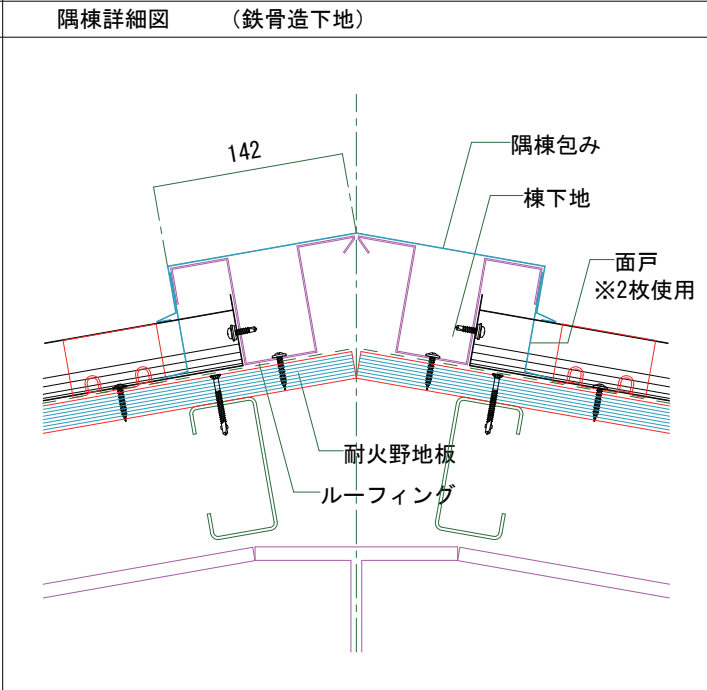 隅棟詳細図 （鉄骨造下地）
142
隅棟包み
棟下地
面戸
※2枚使用
耐火野地板
ルーフィング